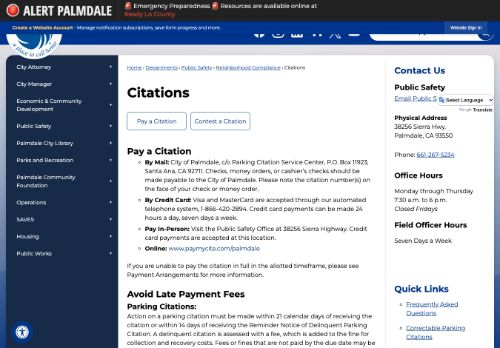 ALERT PALMDALE
Emergency Preparedness
Resources are available online at
Ready LA County.
Create a Website Account - Manage notification subscriptions, save form progress and more.
Website Sign In
a place to call home
City Attorney
City Manager
Economic & Community
Development
Public Safety
Palmdale City Library
Parks and Recreation
Palmdale Community
Foundation
Operations
SAVES
Housing
Public Works
Home › Departments › Public Safety › Neighborhood Compliance › Citations
Citations
Pay a Citation
Contest a Citation
Pay a Citation
• By Mail: City of Palmdale, c/o Parking Citation Service Center, P.O. Box 11923,
Santa Ana, CA 92711. Checks, money orders, or cashier's checks should be
made payable to the City of Palmdale. Please note the citation number(s) on
the face of your check or money order.
• By Credit Card: Visa and MasterCard are accepted through our automated
telephone system, 1-866-420-2894. Credit card payments can be made 24
hours a day, seven days a week.
• Pay In-Person: Visit the Public Safety Office at 38256 Sierra Highway. Credit
card payments are accepted at this location.
• Online: www.paymycite.com/palmdale
If you are unable to pay the citation in full in the allotted timeframe, please see
Payment Arrangements for more information.
Avoid Late Payment Fees
Parking Citations:
Action on a parking citation must be made within 21 calendar days of receiving the
citation or within 14 days of receiving the Reminder Notice of Delinquent Parking
Citation. A delinquent citation is assessed with a fee, which is added to the fine for
collection and recovery costs. Fees or fines that are not paid by the due date may be
Contact Us
Public Safety
Email Public S
Select Language
Google Translate
Physical Address
38256 Sierra Hwy.
Palmdale, CA 93550
Phone: 661-267-5234
Office Hours
Monday through Thursday
7:30 a.m. to 6 p.m.
Closed Fridays
Field Officer Hours
Seven Days a Week
Quick Links
• Frequently Asked
Questions
• Correctable Parking
Citations